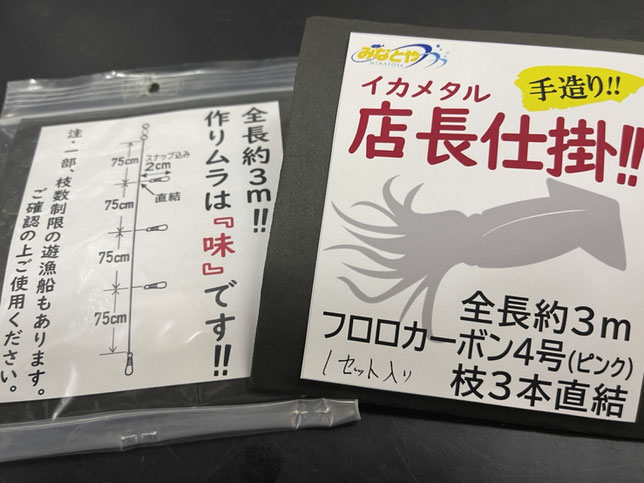 全長約3m!!
作りムラは『味』です!!
スナップ込み
2cm
直結
75cm
75cm
75cm
75cm
注.一部、枝数制限の遊漁船もあります。
ご確認の上ご使用ください。
みなとや
MINATOYA
手造り!!
イカメタル
店長仕掛!!
全長約3m
フロロカーボン4号(ピンク)
1セット入り
枝3本直結